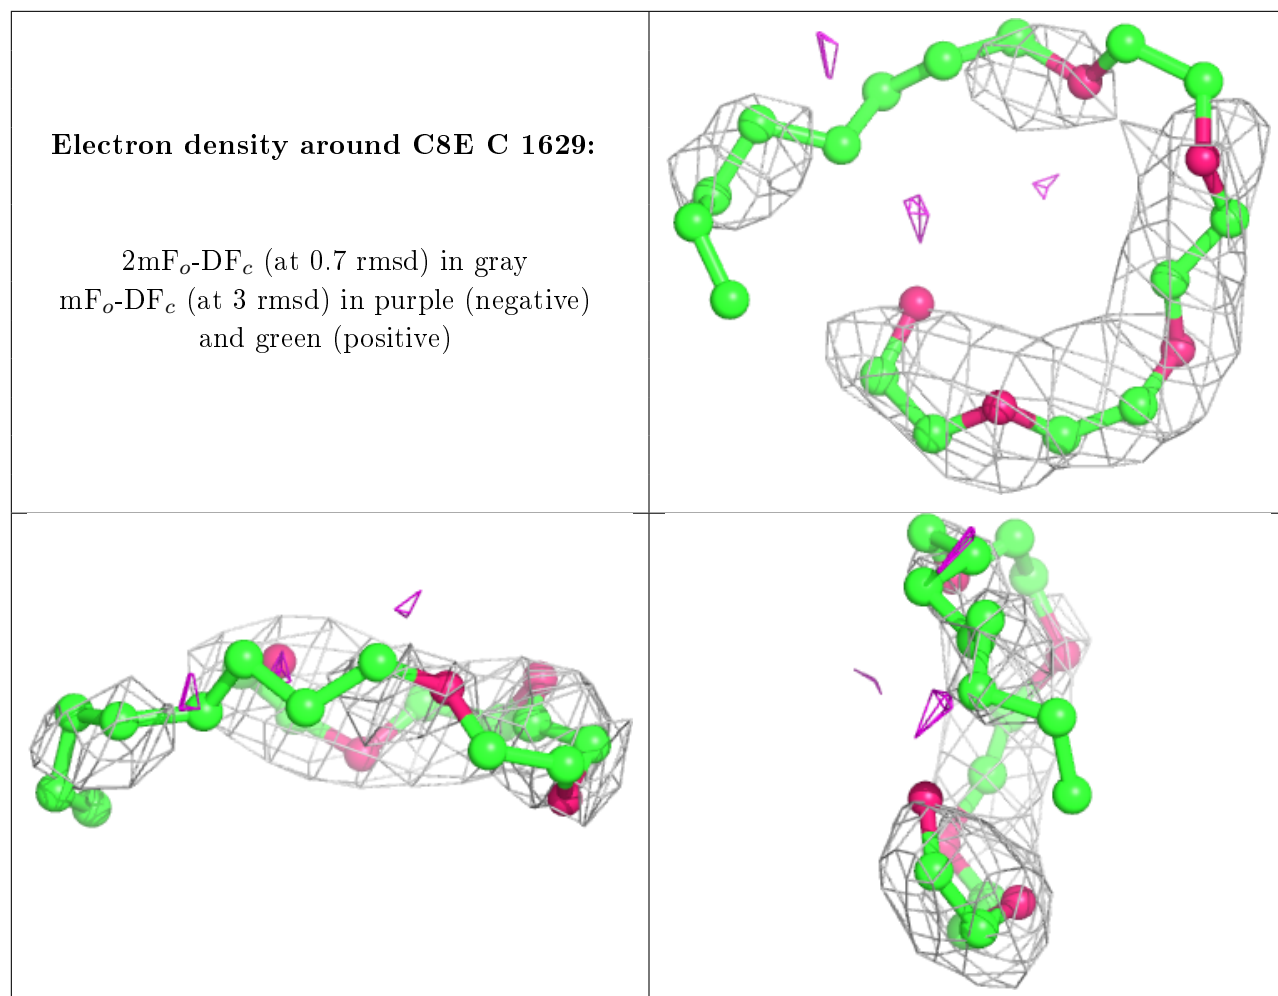 Electron density around C8E C 1629:
2mFₒ-DF𝒸 (at 0.7 rmsd) in gray
mFₒ-DF𝒸 (at 3 rmsd) in purple (negative)
and green (positive)